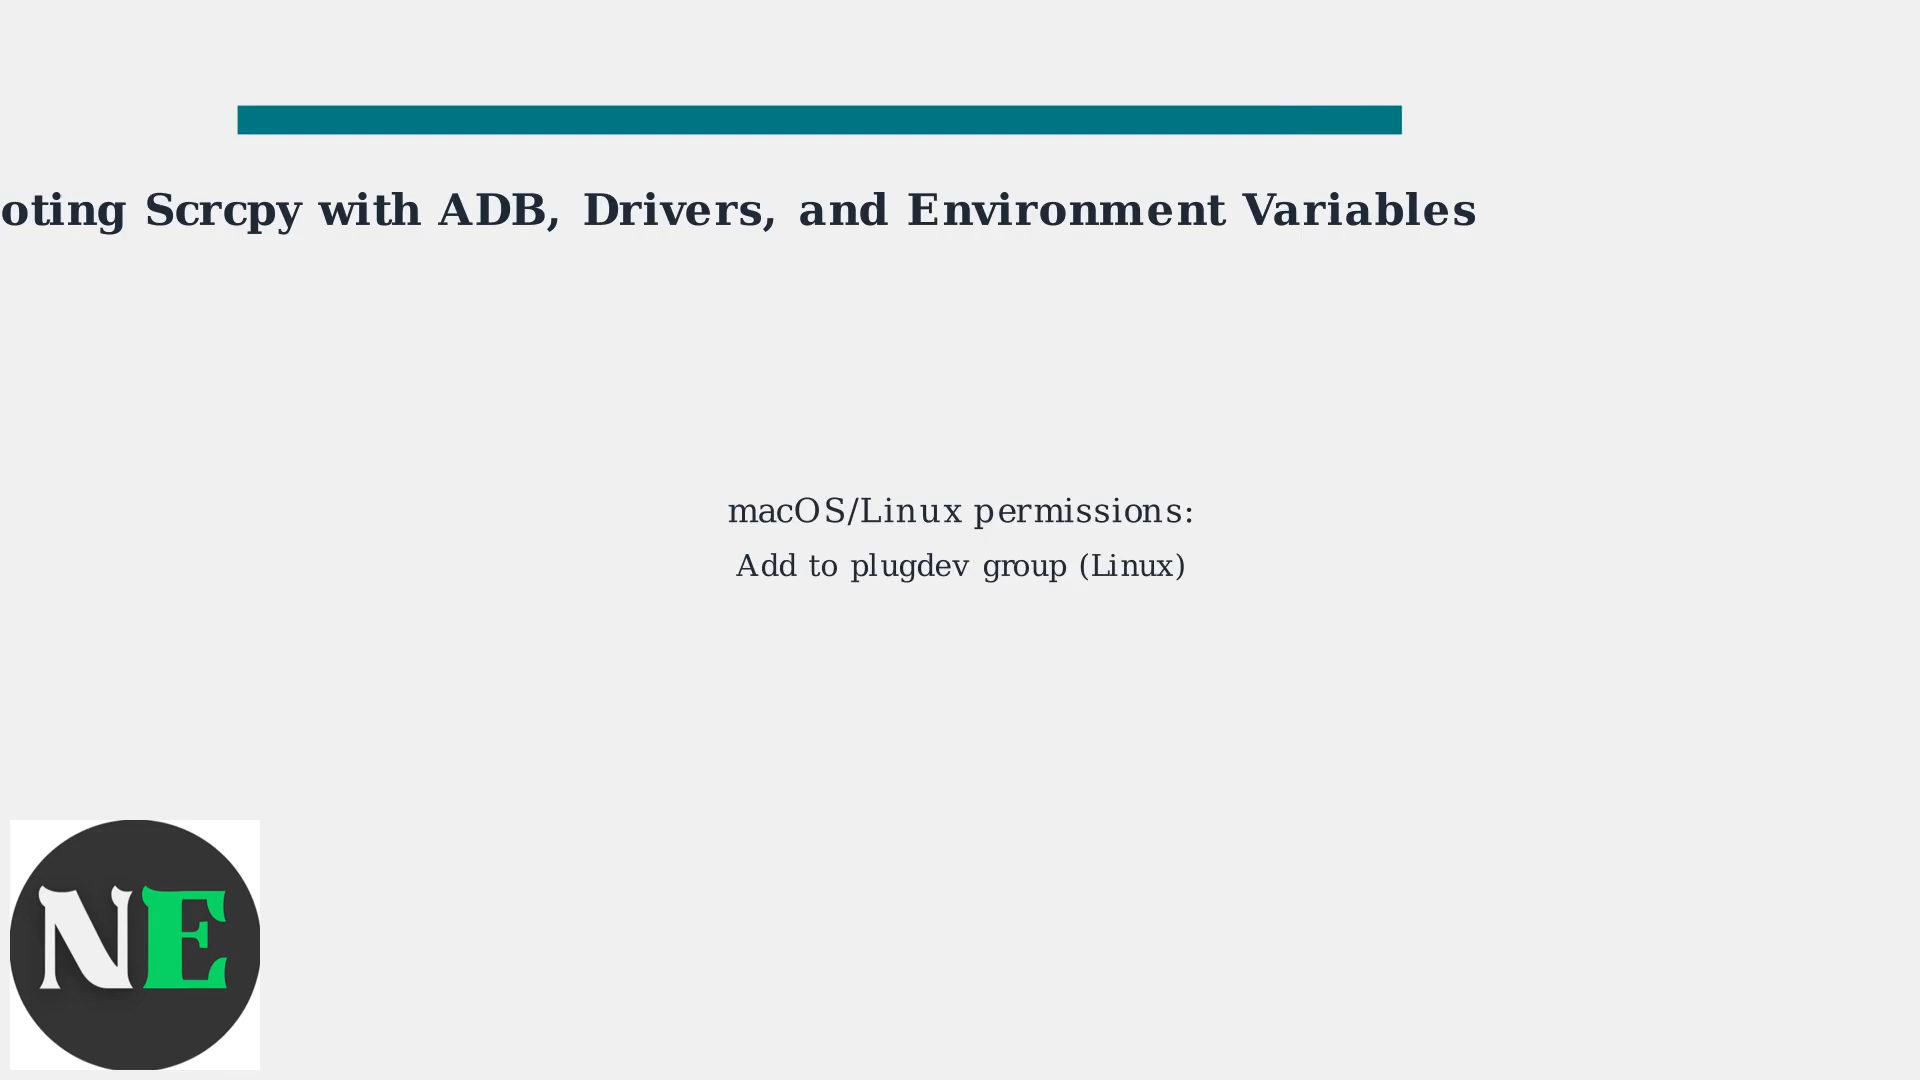 oting Scrcpy with ADB, Drivers, and Environment Variables
macOS/Linux permissions:
Add to plugdev group (Linux)
NE